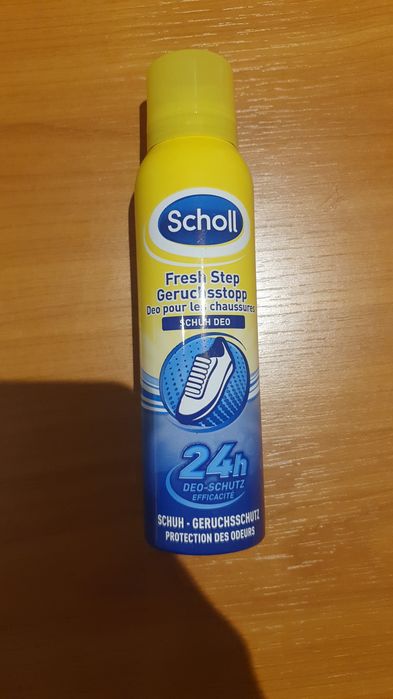 Scholl
Fresh Step
Geruchsstopp
Deo pour les chaussures
SCHUH DEO
24h
DEO-SCHUTZ
EFFICACITÉ
SCHUH - GERUCHSSCHUTZ
PROTECTION DES ODEURS